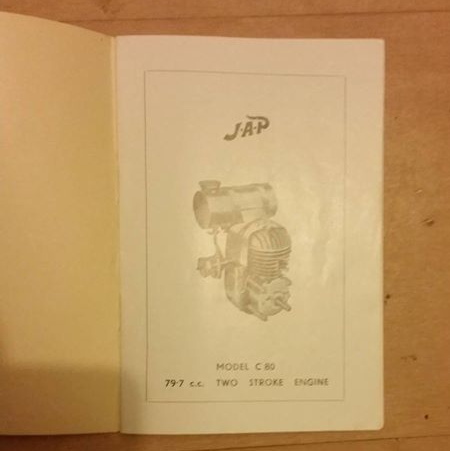 J·A·P
MODEL C 80
79·7 c.c. TWO STROKE ENGINE